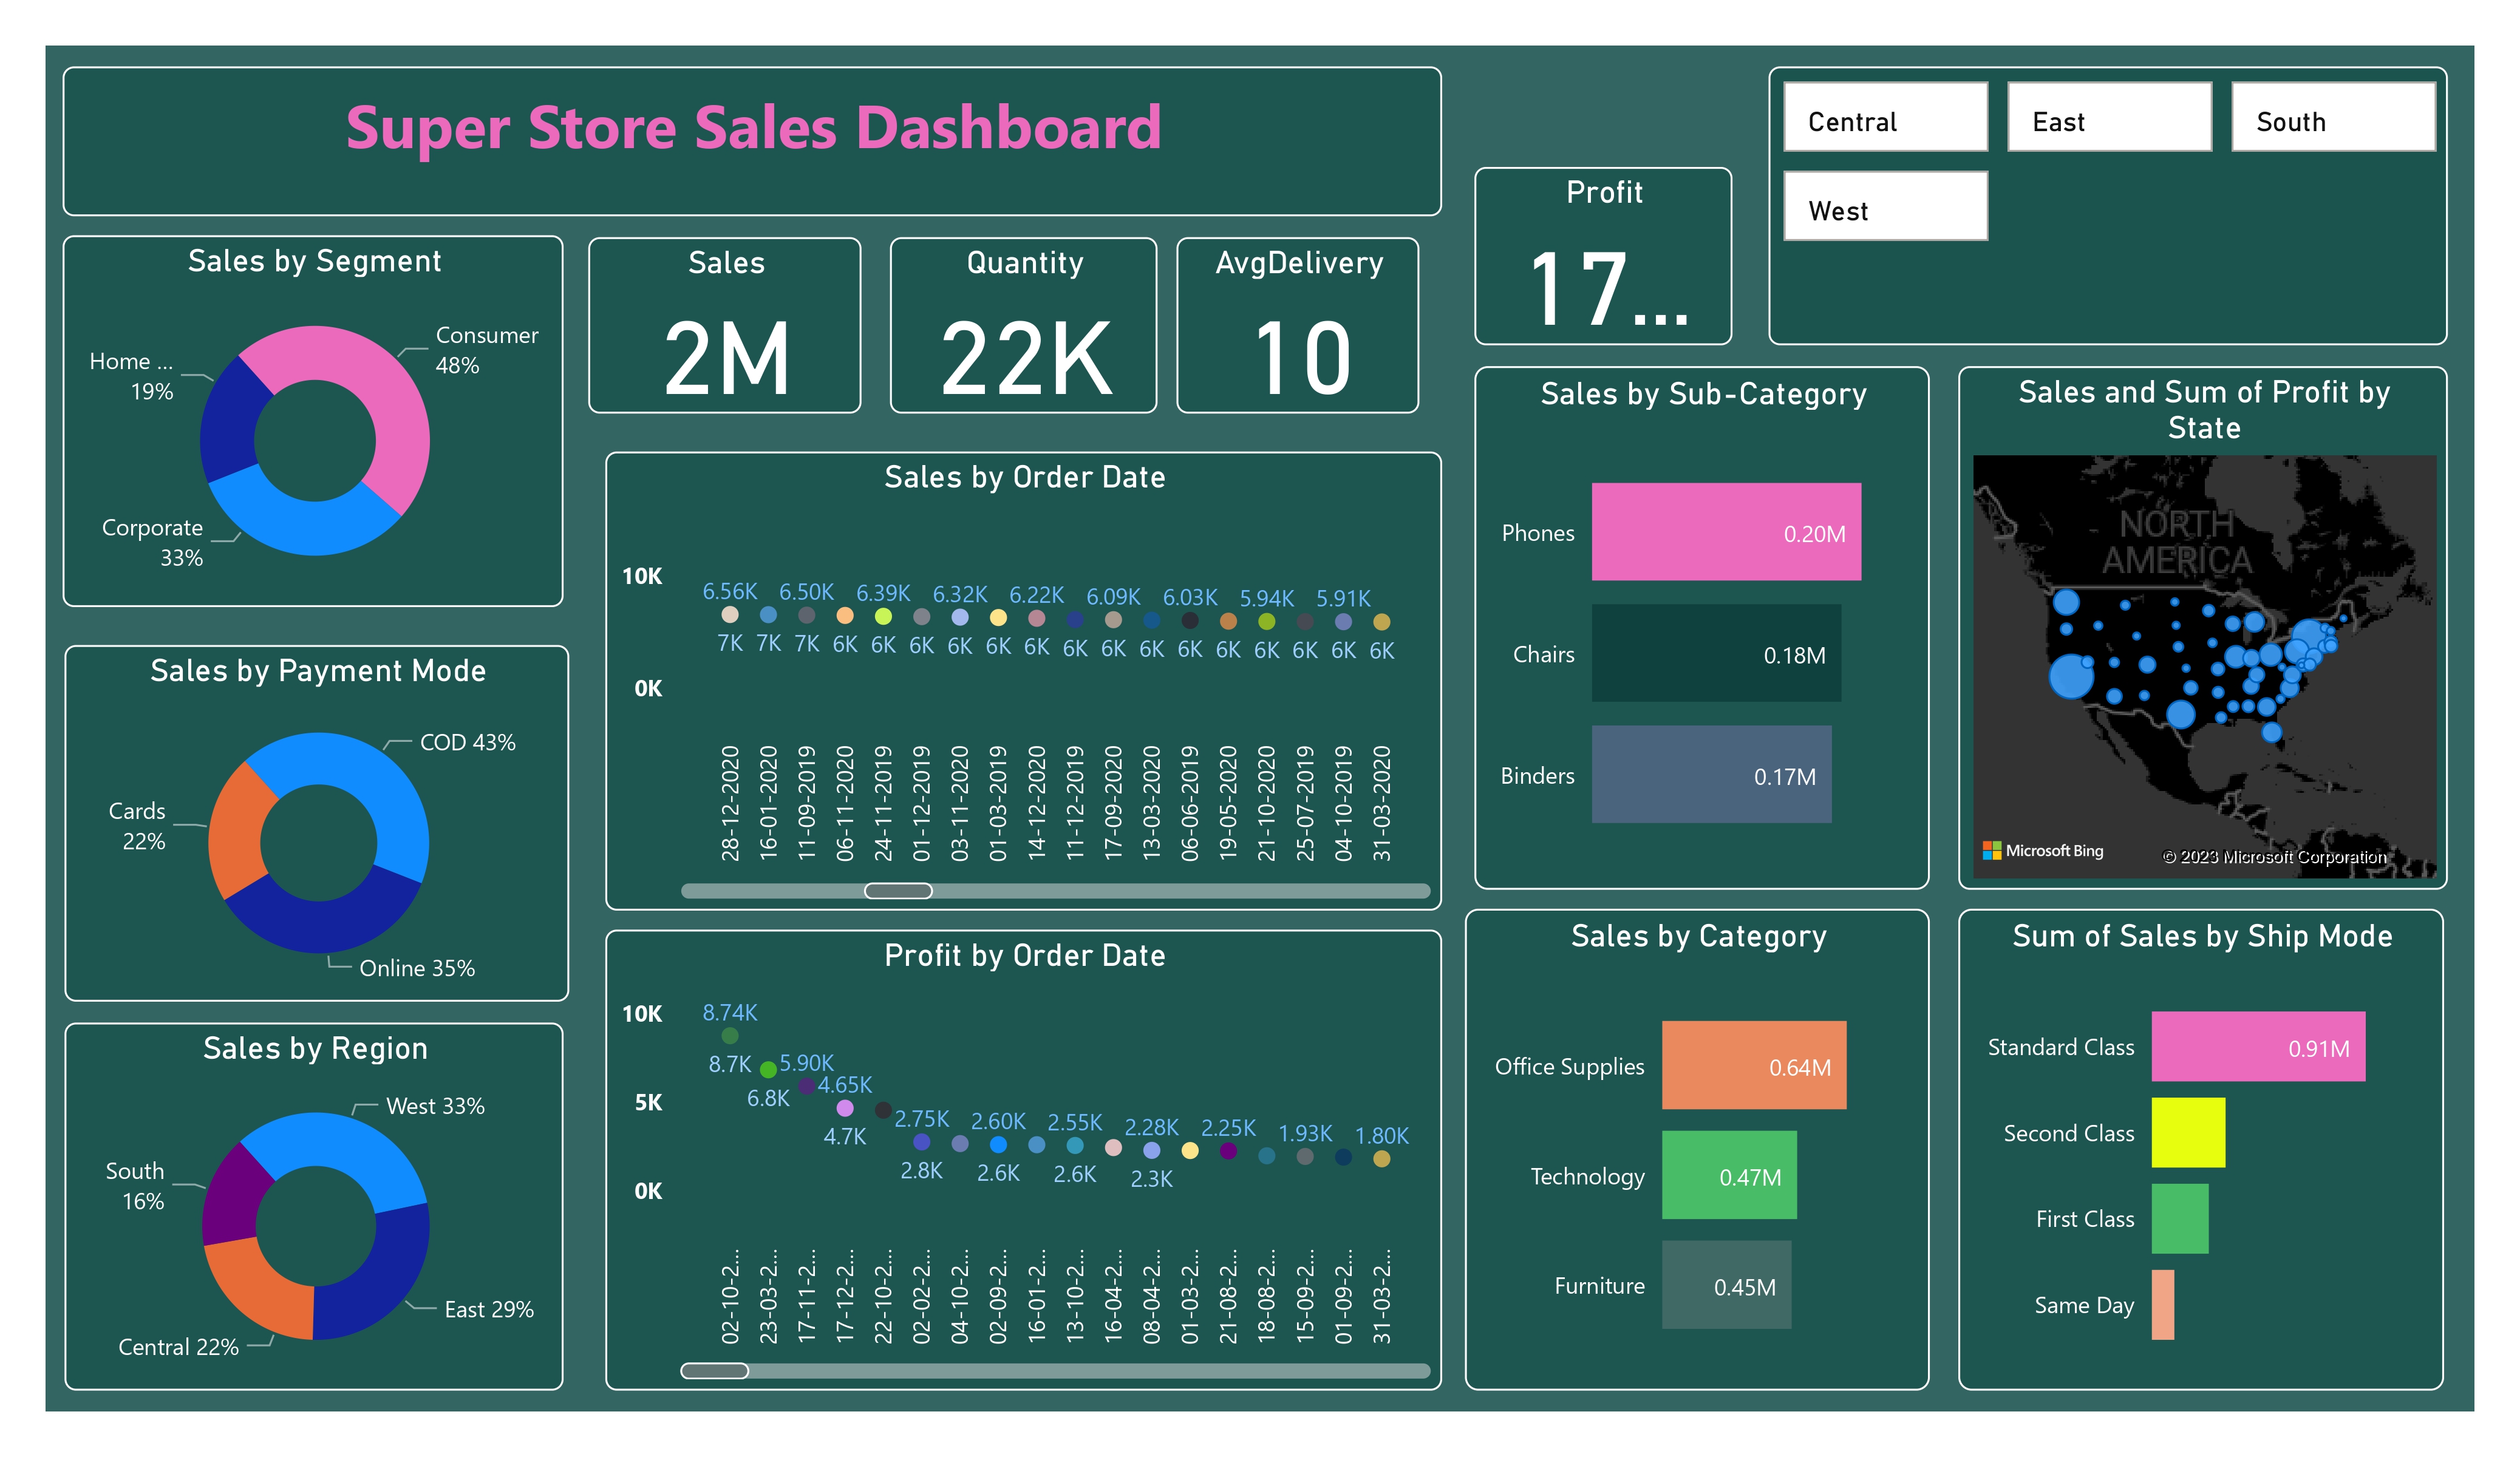 Super Store Sales Dashboard
Central
East
South
West
Profit
17...
Sales by Segment
Consumer
48%
Home ...
19%
Corporate
33%
Sales
2M
Quantity
22K
AvgDelivery
10
Sales by Order Date
10K
0K
6.56K 6.50K 6.39K 6.32K 6.22K 6.09K 6.03K 5.94K 5.91K
7K 7K 7K 6K 6K 6K 6K 6K 6K 6K 6K 6K 6K 6K 6K 6K 6K 6K
28-12-2020
16-01-2020
11-09-2019
06-11-2020
24-11-2019
01-12-2019
03-11-2020
01-03-2019
14-12-2020
11-12-2019
17-09-2020
13-03-2020
06-06-2019
19-05-2020
21-10-2020
25-07-2019
04-10-2019
31-03-2020
Sales by Sub-Category
Phones
0.20M
Chairs
0.18M
Binders
0.17M
Sales and Sum of Profit by
State
NORTH
AMERICA
Microsoft Bing
© 2023 Microsoft Corporation
Sales by Payment Mode
COD 43%
Cards
22%
Online 35%
Sales by Region
West 33%
South
16%
East 29%
Central 22%
Profit by Order Date
10K
5K
0K
8.74K
8.7K
5.90K
6.8K
4.65K
4.7K
2.75K 2.60K 2.55K 2.28K 2.25K 1.93K 1.80K
2.8K 2.6K 2.6K 2.3K
02-10-2...
23-03-2...
17-11-2...
17-12-2...
22-10-2...
02-02-2...
04-10-2...
02-09-2...
16-01-2...
13-10-2...
16-04-2...
08-04-2...
01-03-2...
21-08-2...
18-08-2...
15-09-2...
01-09-2...
31-03-2...
Sales by Category
Office Supplies
0.64M
Technology
0.47M
Furniture
0.45M
Sum of Sales by Ship Mode
Standard Class
0.91M
Second Class
First Class
Same Day